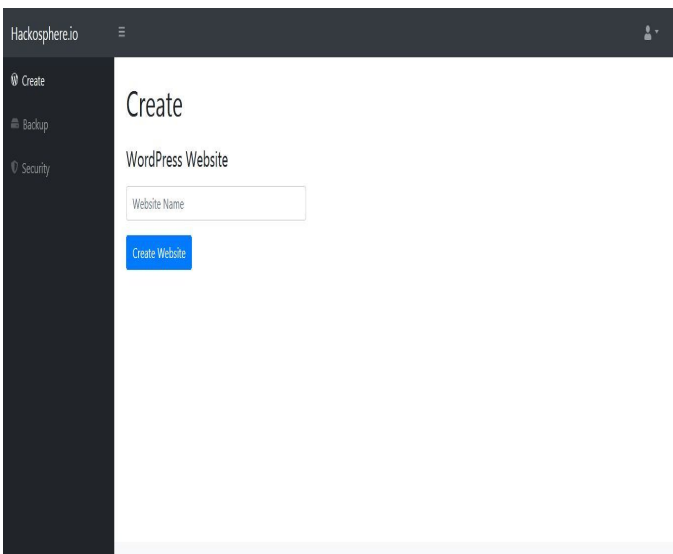 Hackosphere.io
Create
Backup
Security
Create
WordPress Website
Website Name
Create Website